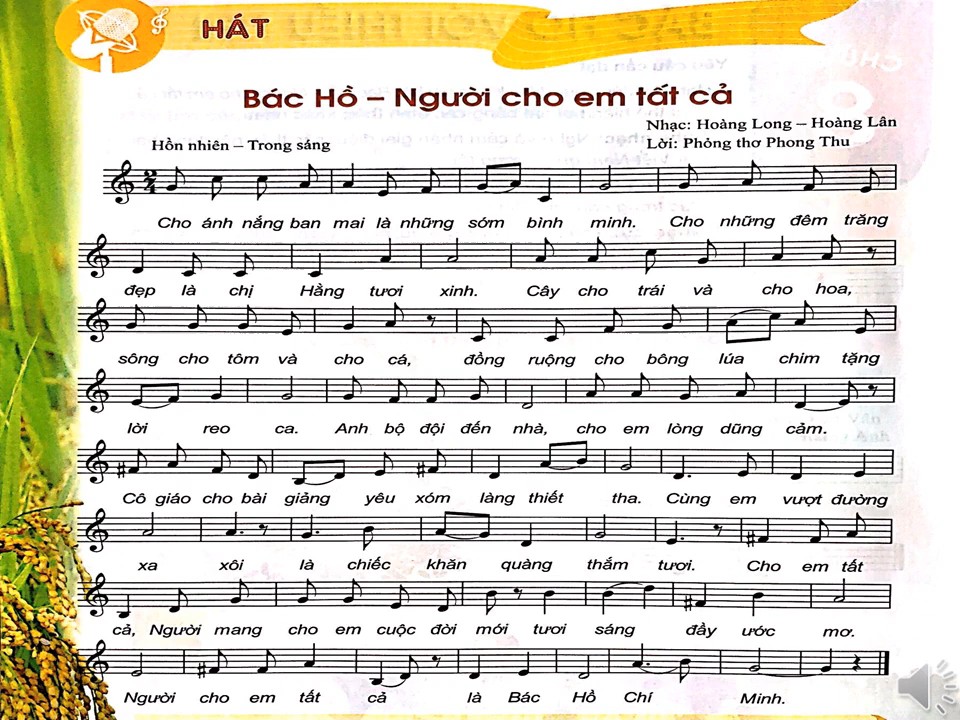 HÁT
Bác Hồ – Người cho em tất cả
Nhạc: Hoàng Long – Hoàng Lân
Hồn nhiên – Trong sáng
Lời: Phỏng thơ Phong Thu
2/4
Cho ánh nắng ban mai là những sớm bình minh. Cho những đêm trăng
đẹp là chị Hằng tươi xinh. Cây cho trái và cho hoa,
sông cho tôm và cho cá, đồng ruộng cho bông lúa chim tặng
lời reo ca. Anh bộ đội đến nhà, cho em lòng dũng cảm.
Cô giáo cho bài giảng yêu xóm làng thiết tha. Cùng em vượt đường
xa xôi là chiếc khăn quàng thắm tươi. Cho em tất
cả, Người mang cho em cuộc đời mới tươi sáng đầy ước mơ.
Người cho em tất cả là Bác Hồ Chí Minh.